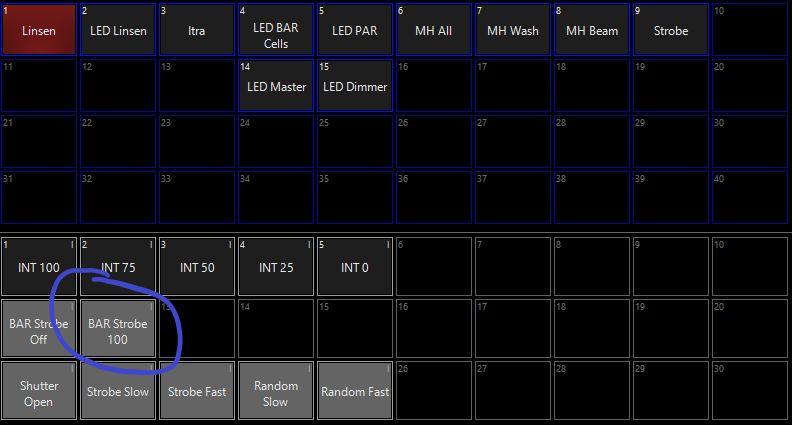 1 2 3 4 5 6 7 8 9 10
Linsen LED Linsen Itra LED BAR Cells LED PAR MH All MH Wash MH Beam Strobe
11 12 13 14 15 16 17 18 19 20
LED Master LED Dimmer
21 22 23 24 25 26 27 28 29 30
31 32 33 34 35 36 37 38 39 40
1 I 2 I 3 I 4 I 5 I 6 7 8 9 10
INT 100 INT 75 INT 50 INT 25 INT 0
I I 13 14 15 16 17 18 19 20
BAR Strobe Off BAR Strobe 100
I I I I I 26 27 28 29 30
Shutter Open Strobe Slow Strobe Fast Random Slow Random Fast